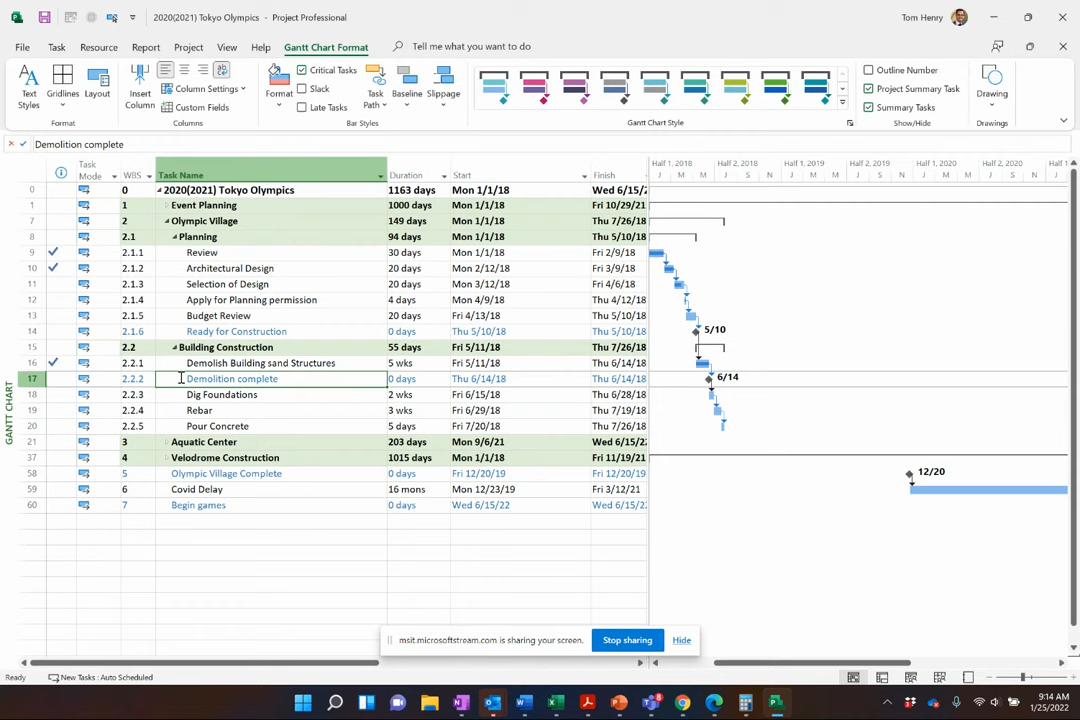 2020(2021) Tokyo Olympics - Project Professional
Tom Henry
File Task Resource Report Project View Help Gantt Chart Format Tell me what you want to do
Text Styles
Gridlines
Layout
Format
Insert Column
Column Settings
Custom Fields
Columns
Format
Critical Tasks
Slack
Late Tasks
Task Path
Baseline
Slippage
Bar Styles
Gantt Chart Style
Outline Number
Project Summary Task
Summary Tasks
Show/Hide
Drawing
Drawings
Demolition complete
Task Mode WBS Task Name Duration Start Finish
Half 1, 2018 Half 2, 2018 Half 1, 2019 Half 2, 2019 Half 1, 2020 Half 2, 2020 Half 1
J M M J S N J M M J S N J M M J S N J
0 0 2020(2021) Tokyo Olympics 1163 days Mon 1/1/18 Wed 6/15/2
1 1 Event Planning 1000 days Mon 1/1/18 Fri 10/29/21
7 2 Olympic Village 149 days Mon 1/1/18 Thu 7/26/18
8 2.1 Planning 94 days Mon 1/1/18 Thu 5/10/18
9 2.1.1 Review 30 days Mon 1/1/18 Fri 2/9/18
10 2.1.2 Architectural Design 20 days Mon 2/12/18 Fri 3/9/18
11 2.1.3 Selection of Design 20 days Mon 3/12/18 Fri 4/6/18
12 2.1.4 Apply for Planning permission 4 days Mon 4/9/18 Thu 4/12/18
13 2.1.5 Budget Review 20 days Fri 4/13/18 Thu 5/10/18
14 2.1.6 Ready for Construction 0 days Thu 5/10/18 Thu 5/10/18 5/10
15 2.2 Building Construction 55 days Fri 5/11/18 Thu 7/26/18
16 2.2.1 Demolish Building sand Structures 5 wks Fri 5/11/18 Thu 6/14/18
17 2.2.2 Demolition complete 0 days Thu 6/14/18 Thu 6/14/18 6/14
18 2.2.3 Dig Foundations 2 wks Fri 6/15/18 Thu 6/28/18
19 2.2.4 Rebar 3 wks Fri 6/29/18 Thu 7/19/18
20 2.2.5 Pour Concrete 5 days Fri 7/20/18 Thu 7/26/18
21 3 Aquatic Center 203 days Mon 9/6/21 Wed 6/15/22
37 4 Velodrome Construction 1015 days Mon 1/1/18 Fri 11/19/21
58 5 Olympic Village Complete 0 days Fri 12/20/19 Fri 12/20/19 12/20
59 6 Covid Delay 16 mons Mon 12/23/19 Fri 3/12/21
60 7 Begin games 0 days Wed 6/15/22 Wed 6/15/22
GANTT CHART
msit.microsoftstream.com is sharing your screen.
Stop sharing
Hide
Ready New Tasks : Auto Scheduled
9:14 AM
1/25/2022